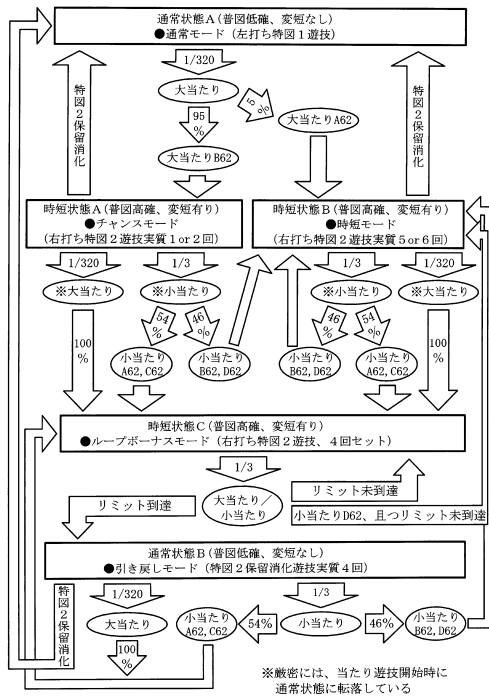 通常状態A（普図低確、変短なし）
●通常モード（左打ち特図１遊技）
1/320
大当たり
5%
95%
大当たりA62
大当たりB62
特図２保留消化
特図２保留消化
時短状態A（普図高確、変短有り）
●チャンスモード
（右打ち特図２遊技実質１or２回）
時短状態B（普図高確、変短有り）
●時短モード
（右打ち特図２遊技実質５or６回）
1/320
1/3
1/3
1/320
※大当たり
※小当たり
※小当たり
※大当たり
54%
46%
46%
54%
100%
小当たり
A62,C62
小当たり
B62,D62
小当たり
B62,D62
小当たり
A62,C62
100%
時短状態C（普図高確、変短有り）
●ループボーナスモード（右打ち特図２遊技、４回セット）
1/3
リミット到達
大当たり／
小当たり
リミット未到達
小当たりD62、且つリミット未到達
通常状態B（普図低確、変短なし）
●引き戻しモード（特図２保留消化遊技実質４回）
特図２保留消化
1/320
1/3
大当たり
小当たり
A62,C62
54%
小当たり
46%
小当たり
B62,D62
100%
※厳密には、当たり遊技開始時に
通常状態に転落している